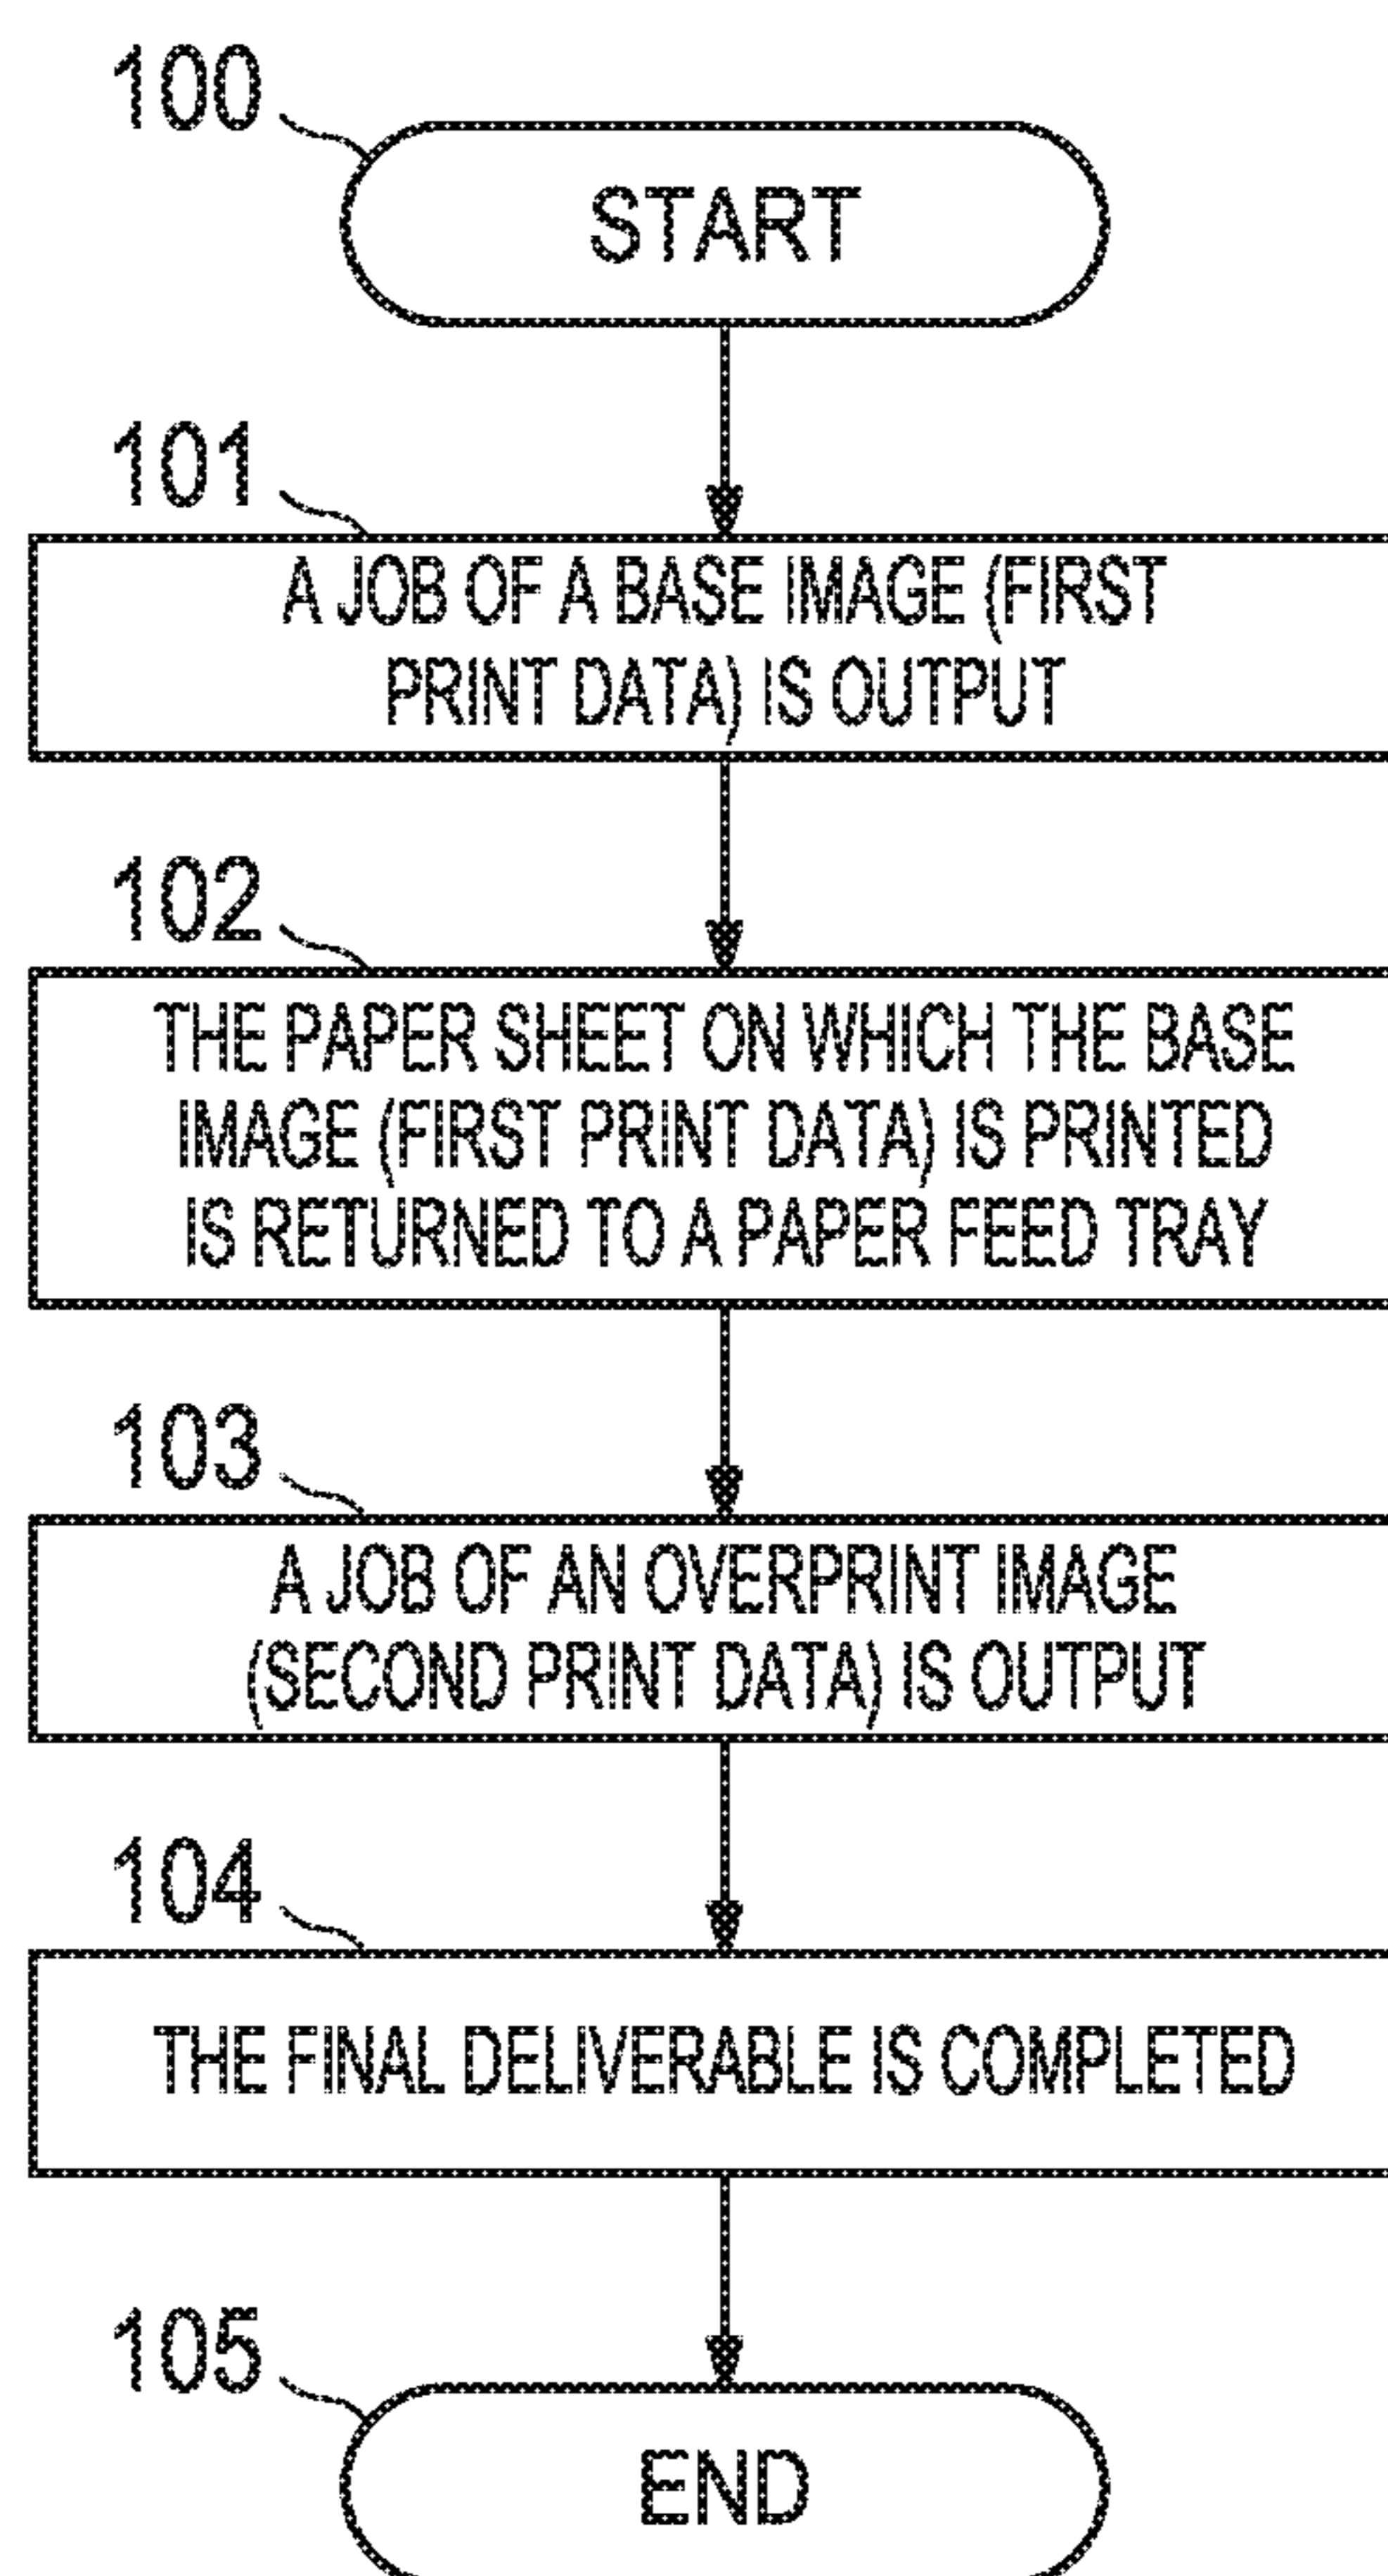 100
START
101
A JOB OF A BASE IMAGE (FIRST
PRINT DATA) IS OUTPUT
102
THE PAPER SHEET ON WHICH THE BASE
IMAGE (FIRST PRINT DATA) IS PRINTED
IS RETURNED TO A PAPER FEED TRAY
103
A JOB OF AN OVERPRINT IMAGE
(SECOND PRINT DATA) IS OUTPUT
104
THE FINAL DELIVERABLE IS COMPLETED
105
END